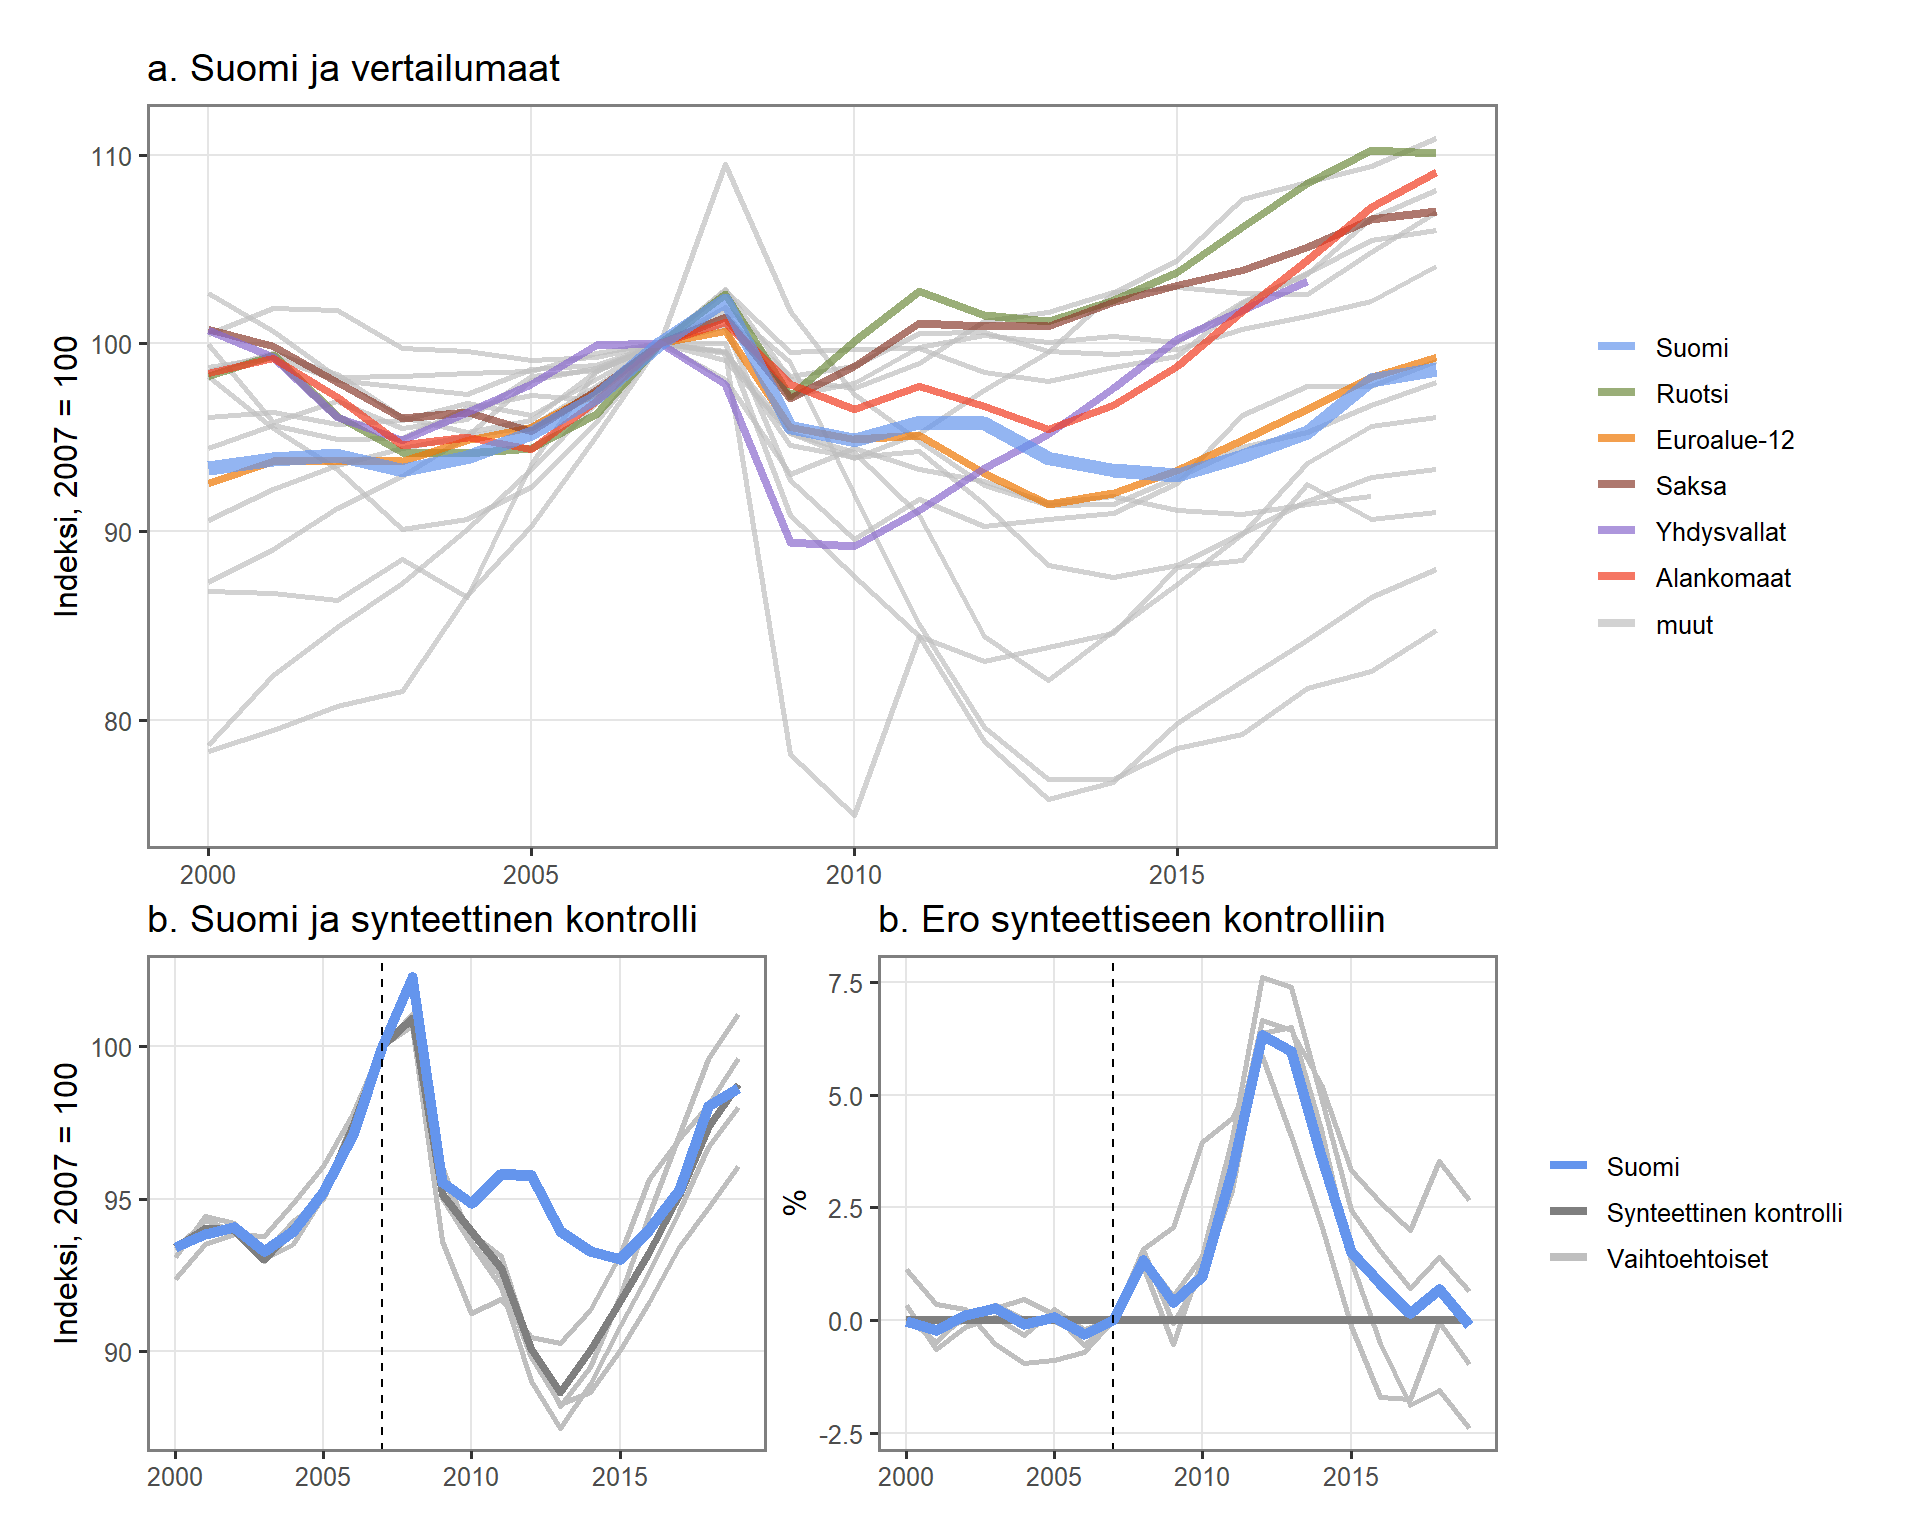 a. Suomi ja vertailumaat
Indeksi, 2007 = 100
110
100
90
80
2000
2005
2010
2015
Suomi
Ruotsi
Euroalue-12
Saksa
Yhdysvallat
Alankomaat
muut
b. Suomi ja synteettinen kontrolli
Indeksi, 2007 = 100
100
95
90
2000
2005
2010
2015
b. Ero synteettiseen kontrolliin
%
7.5
5.0
2.5
0.0
-2.5
2000
2005
2010
2015
Suomi
Synteettinen kontrolli
Vaihtoehtoiset